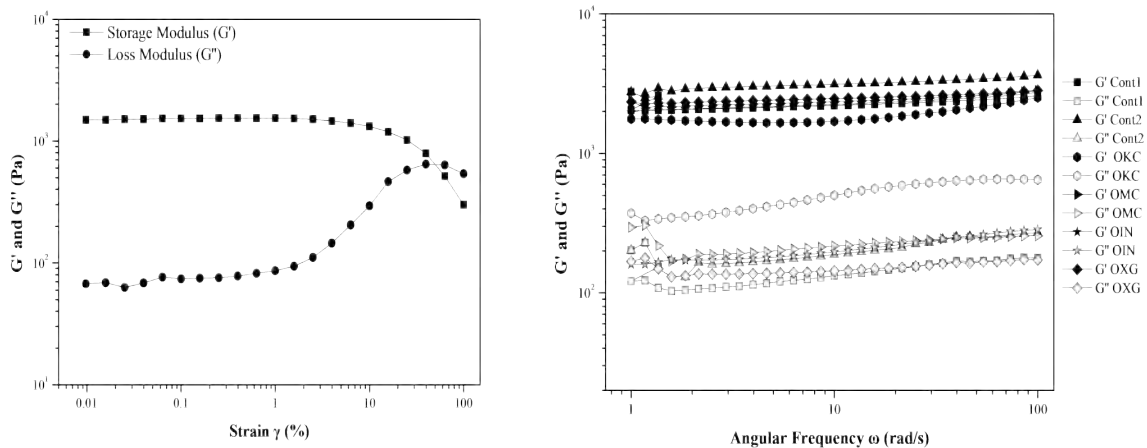 Storage Modulus (G')
Loss Modulus (G")
G' and G" (Pa)
10⁴
10³
10²
10¹
0.01 0.1 1 10 100
Strain γ (%)
G' and G" (Pa)
10⁴
10³
10²
1 10 100
Angular Frequency ω (rad/s)
G' Cont1
G" Cont1
G' Cont2
G" Cont2
G' OKC
G" OKC
G' OMC
G" OMC
G' OIN
G" OIN
G' OXG
G" OXG